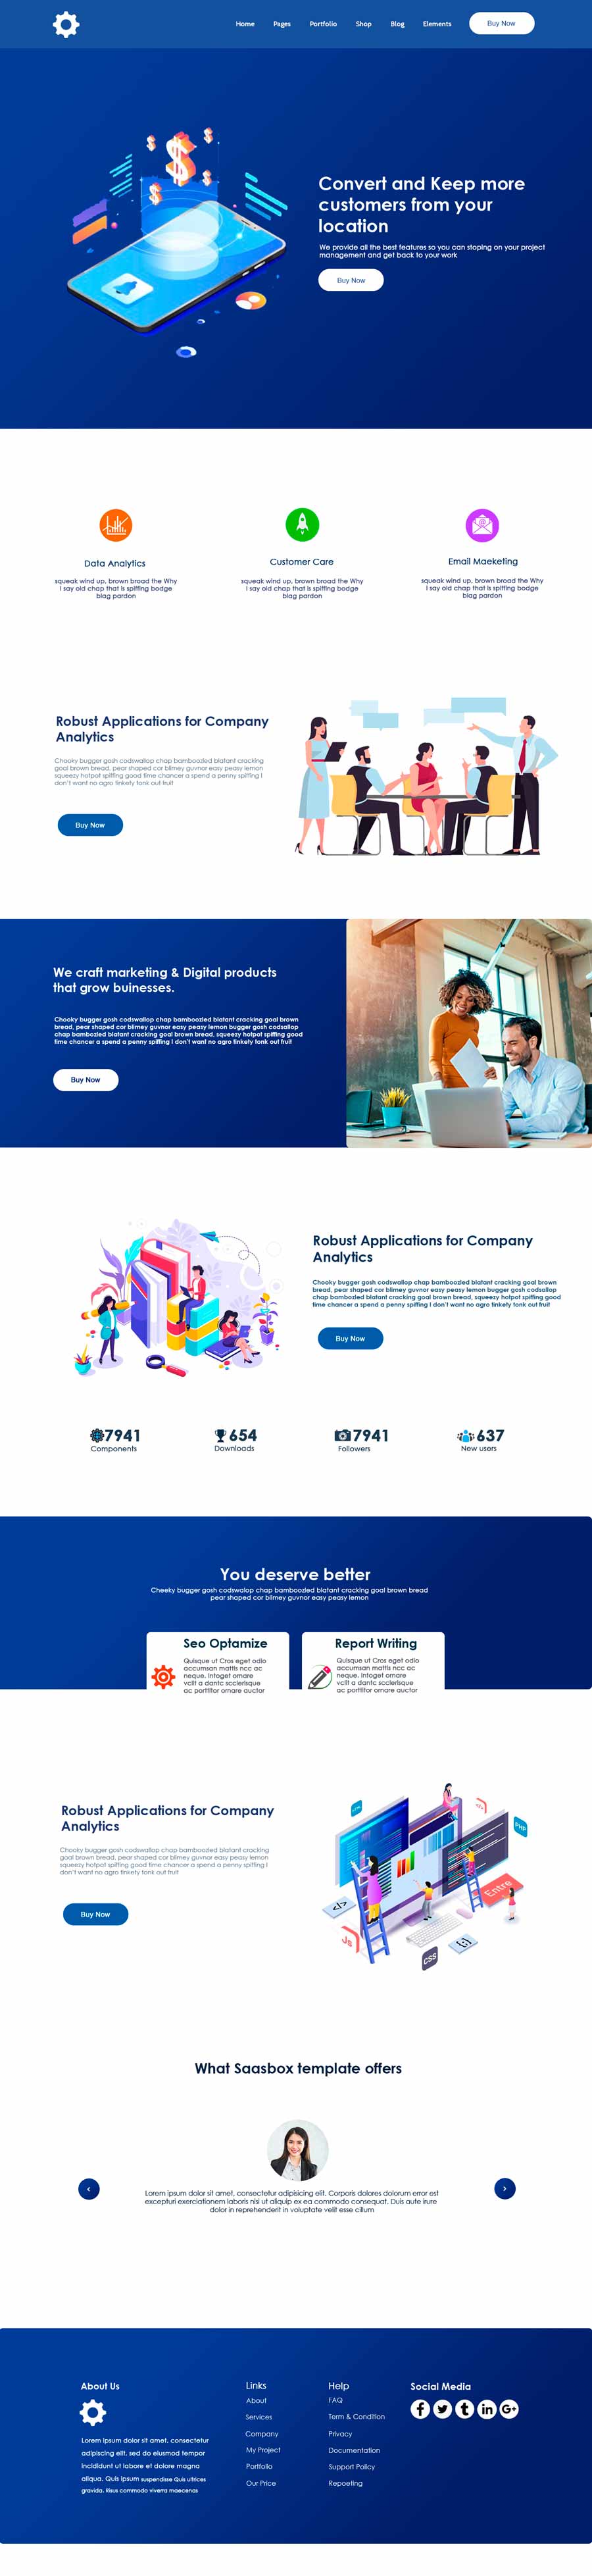 Home Pages Portfolio Shop Blog Elements Buy Now
Convert and Keep more
customers from your
location
We provide all the best features so you can stoping on your project
management and get back to your work
Buy Now
Data Analytics
squeak wind up, brown broad the Why
I say old chap that is spiffing bodge
blag pardon
Customer Care
squeak wind up, brown broad the Why
I say old chap that is spiffing bodge
blag pardon
Email Maeketing
squeak wind up, brown broad the Why
I say old chap that is spiffing bodge
blag pardon
Robust Applications for Company
Analytics
Chooky bugger gosh codswallop chap bamboozled blatant cracking
goal brown bread, pear shaped cor blimey guvnor easy peasy lemon
squeezy hotpot spiffing good time chancer a spend a penny spiffing I
don't want no agro tinkety tonk out fruit
Buy Now
We craft marketing & Digital products
that grow buinesses.
Chooky bugger gosh codswallop chap bamboozled blatant cracking goal brown
bread, pear shaped cor blimey guvnor easy peasy lemon bugger gosh codsallop
chap bambozled blatant cracking goal brown bread, squeezy hotpot spiffing good
time chancer a spend a penny spiffing I don't want no agro tinkety tonk out fruit
Buy Now
Robust Applications for Company
Analytics
Chooky bugger gosh codswallop chap bamboozled blatant cracking goal brown
bread, pear shaped cor blimey guvnor easy peasy lemon bugger gosh codsallop
chap bambozled blatant cracking goal brown bread, squeezy hotpot spiffing good
time chancer a spend a penny spiffing I don't want no agro tinkety tonk out fruit
Buy Now
7941
Components
654
Downloads
7941
Followers
637
New users
You deserve better
Cheeky bugger gosh codswalop chap bamboozled blatant cracking goal brown bread
pear shaped cor blimey guvnor easy peasy lemon
Seo Optamize
Qulsque ut Cros eget odio
accumsan mattis ncc ac
neque. Intoget omare
vclit a dantc scclerisque
ac portlitor ornare auctor
Report Writing
Qulsque ut Cros eget odio
accumsan mattis ncc ac
neque. Intoget omare
vclit a dantc scclerisque
ac portlitor ornare auctor
Robust Applications for Company
Analytics
Chooky bugger gosh codswallop chap bamboozled blatant cracking
goal brown bread, pear shaped cor blimey guvnor easy peasy lemon
squeezy hotpot spiffing good time chancer a spend a penny spiffing I
don't want no agro tinkety tonk out fruit
Buy Now
PHP
Entre
</>
Js
CSS
{;}
What Saasbox template offers
Lorem ipsum dolor sit amet, consectetur adipisicing elit. Corporis dolores dolorum error est
excepturi exerciationem laboris nisi ut aliquip ex ea commodo consequat. Duis aute irure
dolor in reprehenderit in voluptate velit esse cillum
About Us
Lorem ipsum dolor sit amet, consectetur
adipiscing elit, sed do eiusmod tempor
incididunt ut labore et dolore magna
aliqua. Quis ipsum suspendisse Quis ultrices
gravida. Risus commodo viverra maecenas
Links
About
Services
Company
My Project
Portfolio
Our Price
Help
FAQ
Term & Condition
Privacy
Documentation
Support Policy
Repoeting
Social Media
f t in G+